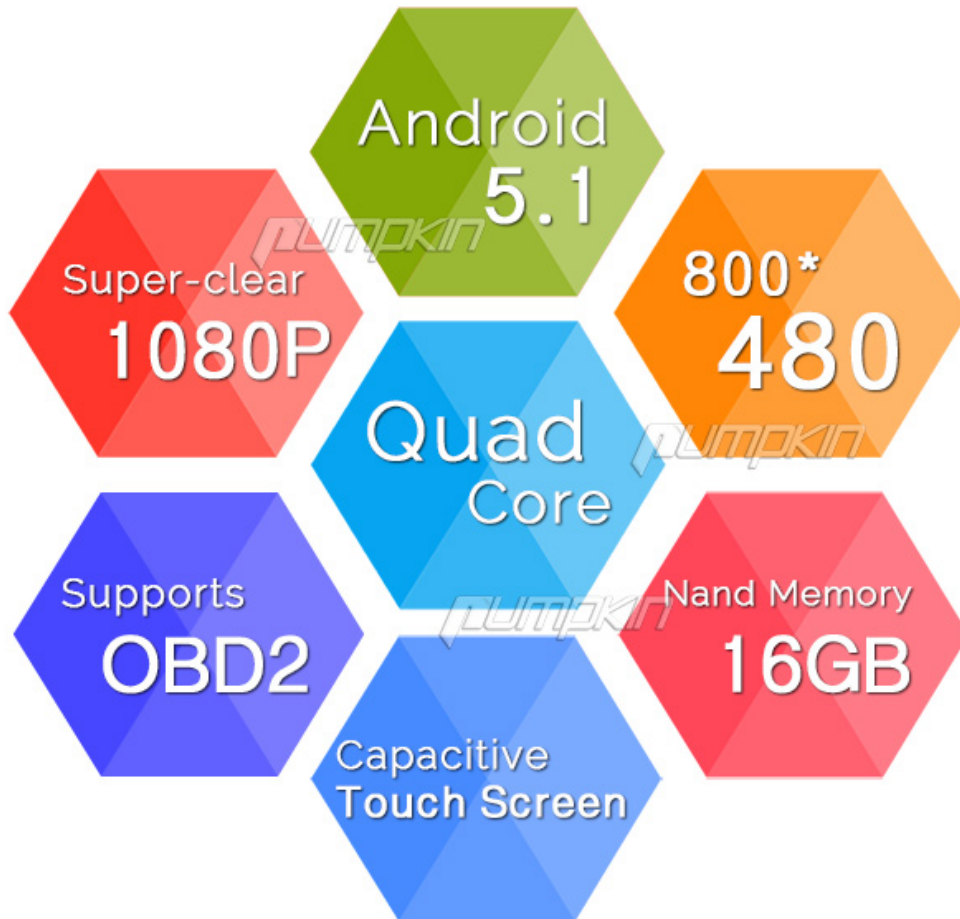 Android
5.1
Super-clear
1080P
800*
480
Quad
Core
Supports
OBD2
Nand Memory
16GB
Capacitive
Touch Screen
PUMPKIN
PUMPKIN
PUMPKIN